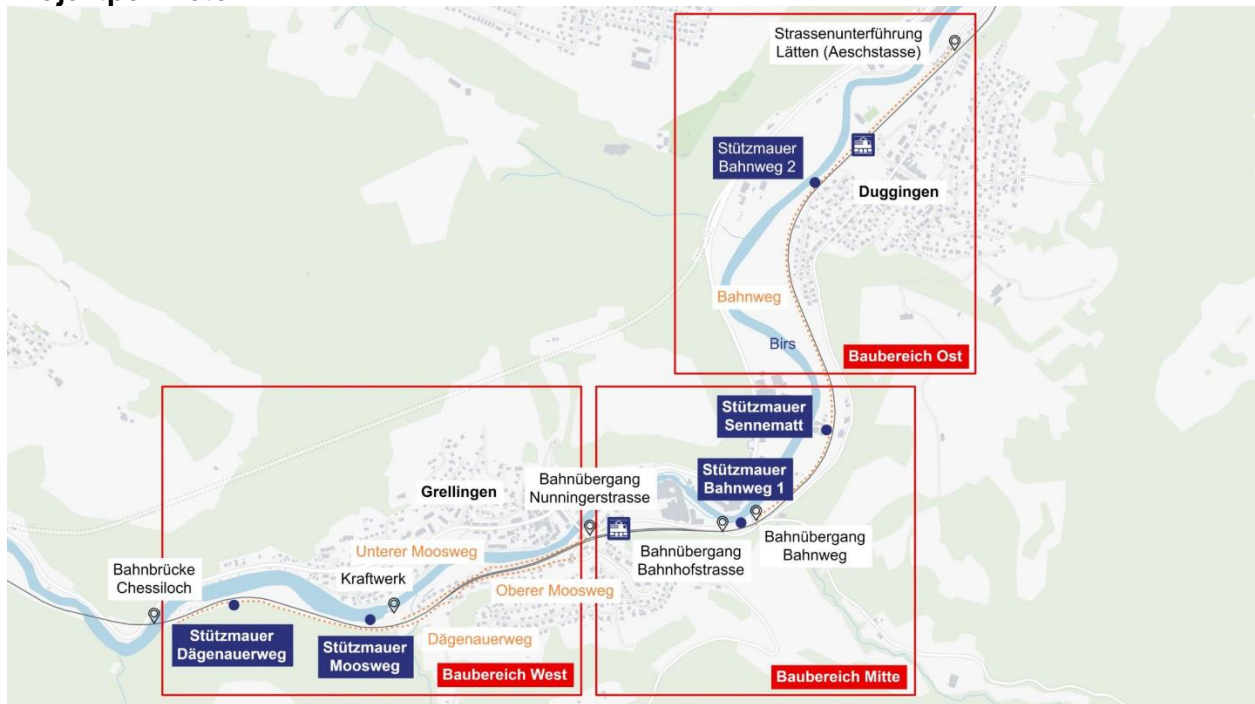 Strassenunterführung
Lätten (Aeschstasse)
Stützmauer
Bahnweg 2
Duggingen
Bahnweg
Birs
Baubereich Ost
Stützmauer
Sennematt
Stützmauer
Bahnweg 1
Bahnübergang
Nunningerstrasse
Grellingen
Bahnübergang
Bahnhofstrasse
Bahnübergang
Bahnweg
Unterer Moosweg
Kraftwerk
Bahnbrücke
Chessiloch
Oberer Moosweg
Stützmauer
Dägenauerweg
Stützmauer
Moosweg
Dägenauerweg
Baubereich West
Baubereich Mitte